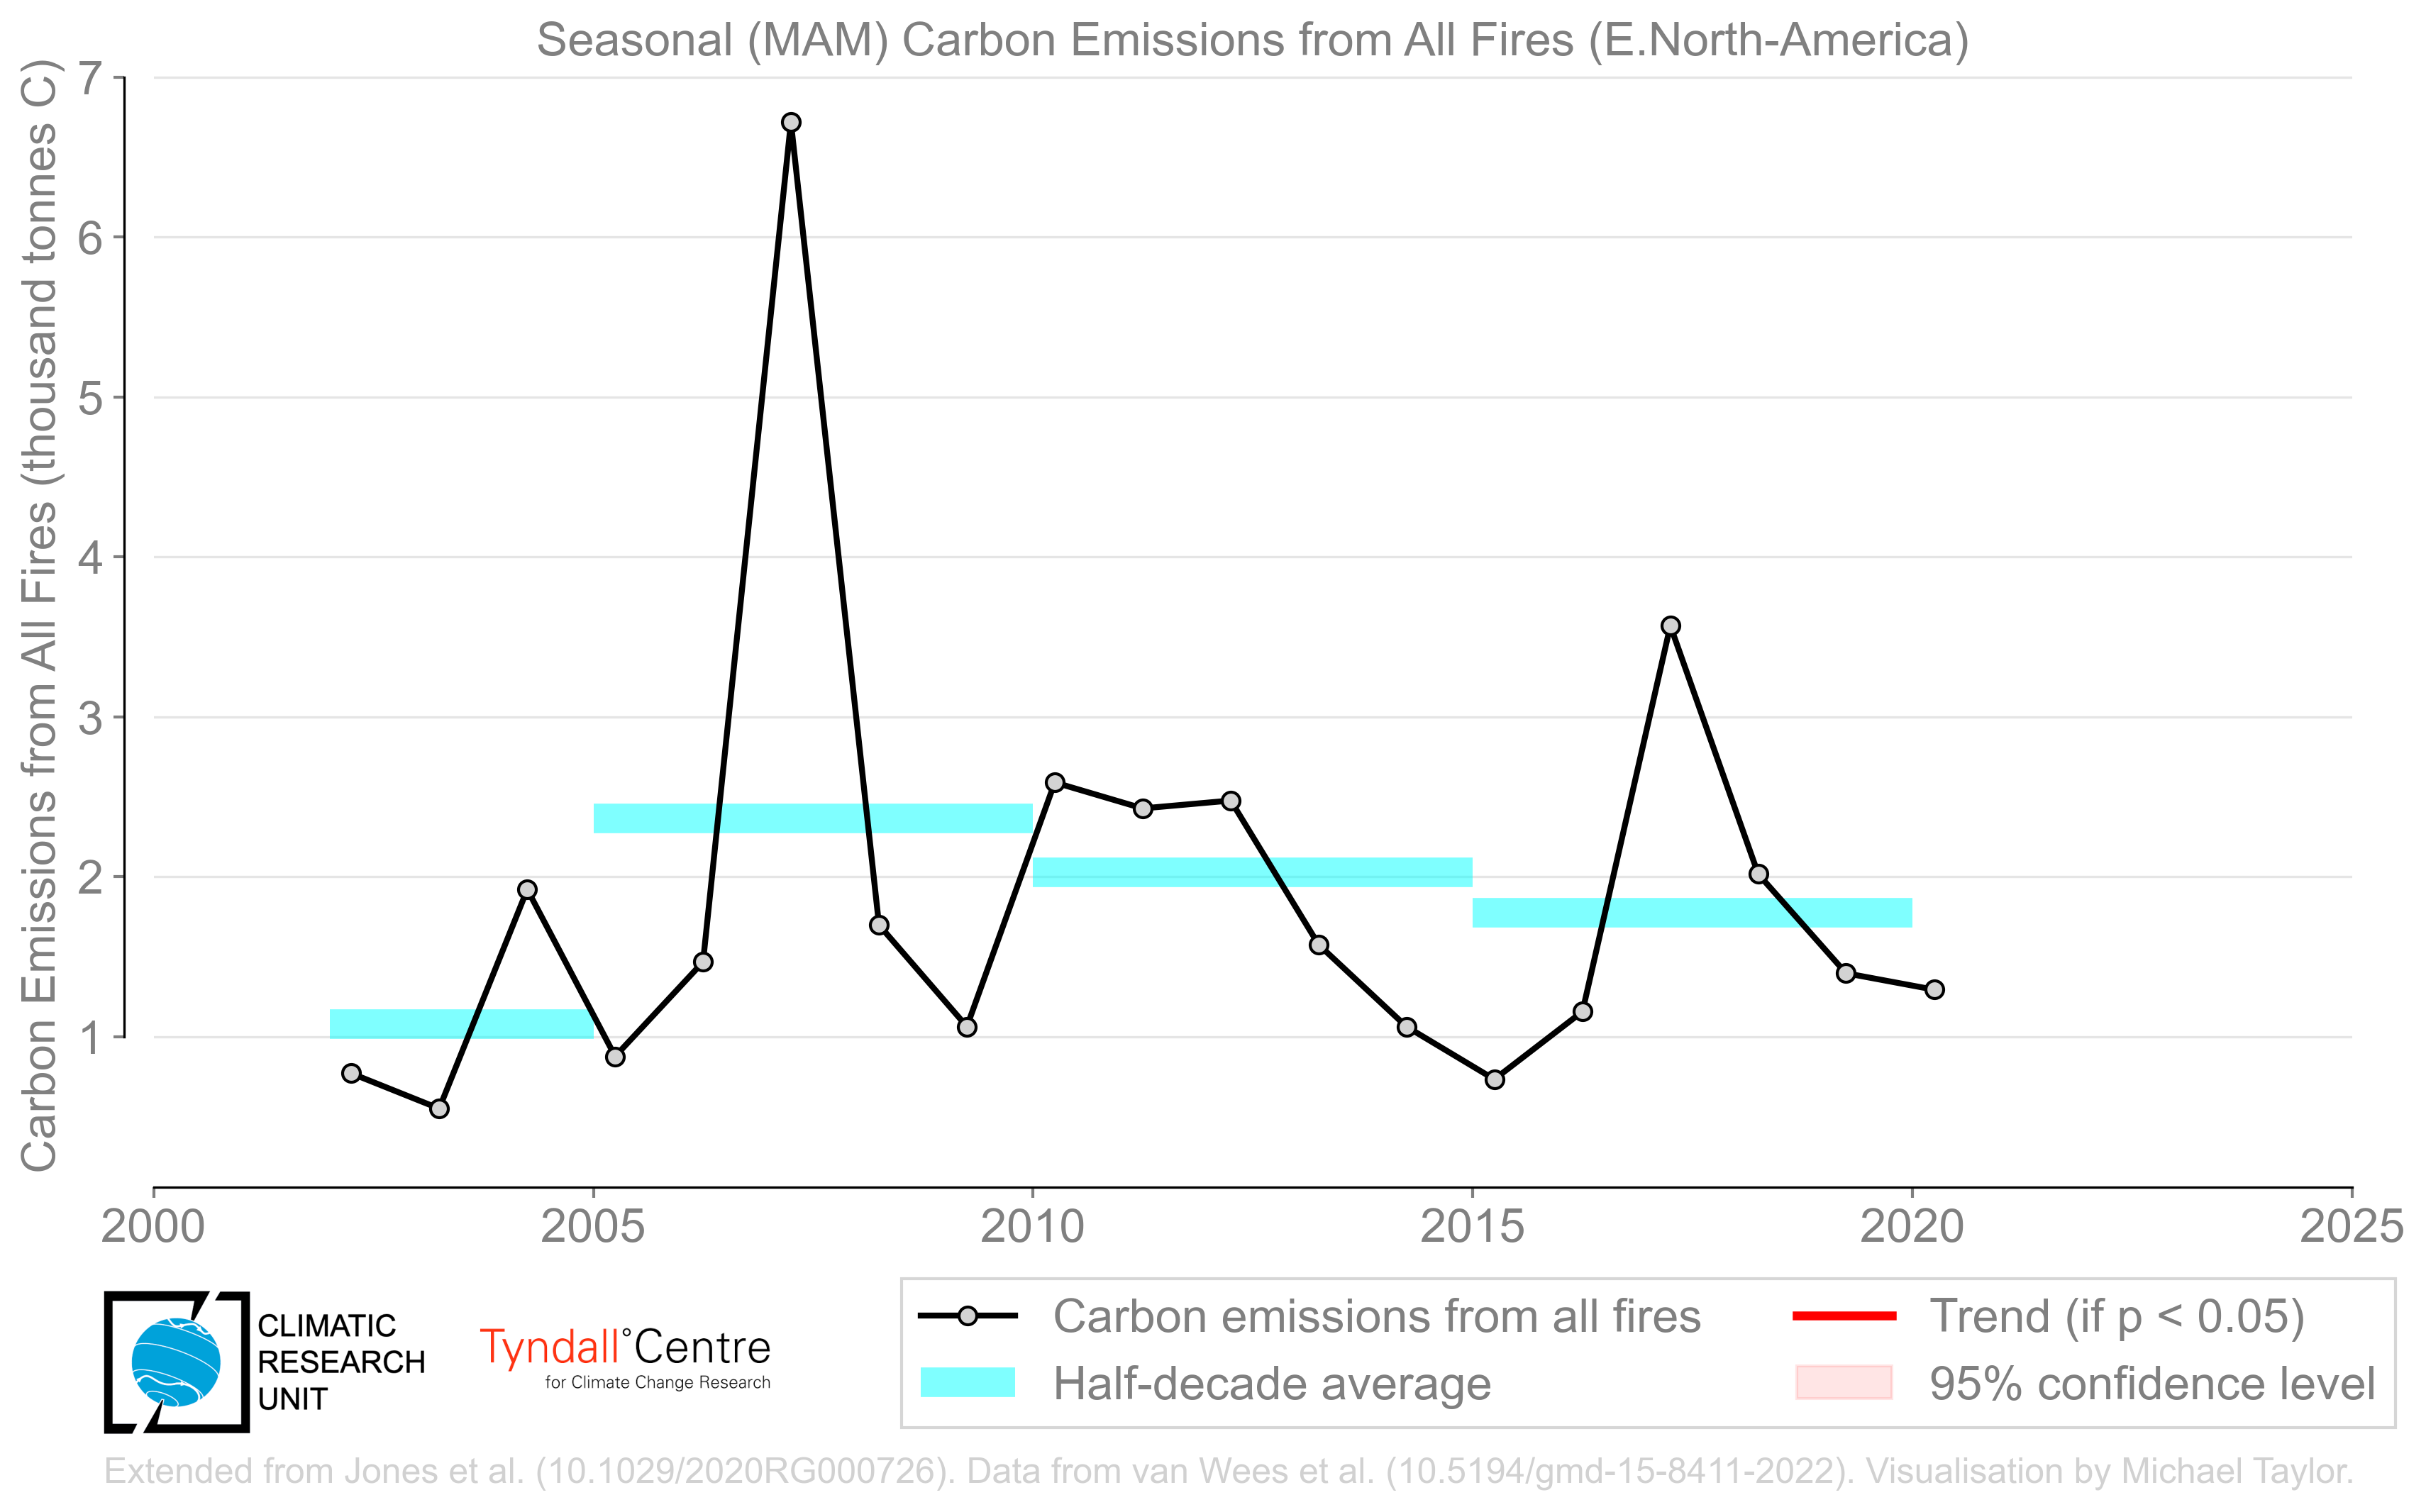 Seasonal (MAM) Carbon Emissions from All Fires (E.North-America)
Carbon Emissions from All Fires (thousand tonnes C)
7
6
5
4
3
2
1
2000 2005 2010 2015 2020 2025
CLIMATIC
RESEARCH
UNIT
Tyndall°Centre
for Climate Change Research
Carbon emissions from all fires
Half-decade average
Trend (if p < 0.05)
95% confidence level
Extended from Jones et al. (10.1029/2020RG000726). Data from van Wees et al. (10.5194/gmd-15-8411-2022). Visualisation by Michael Taylor.